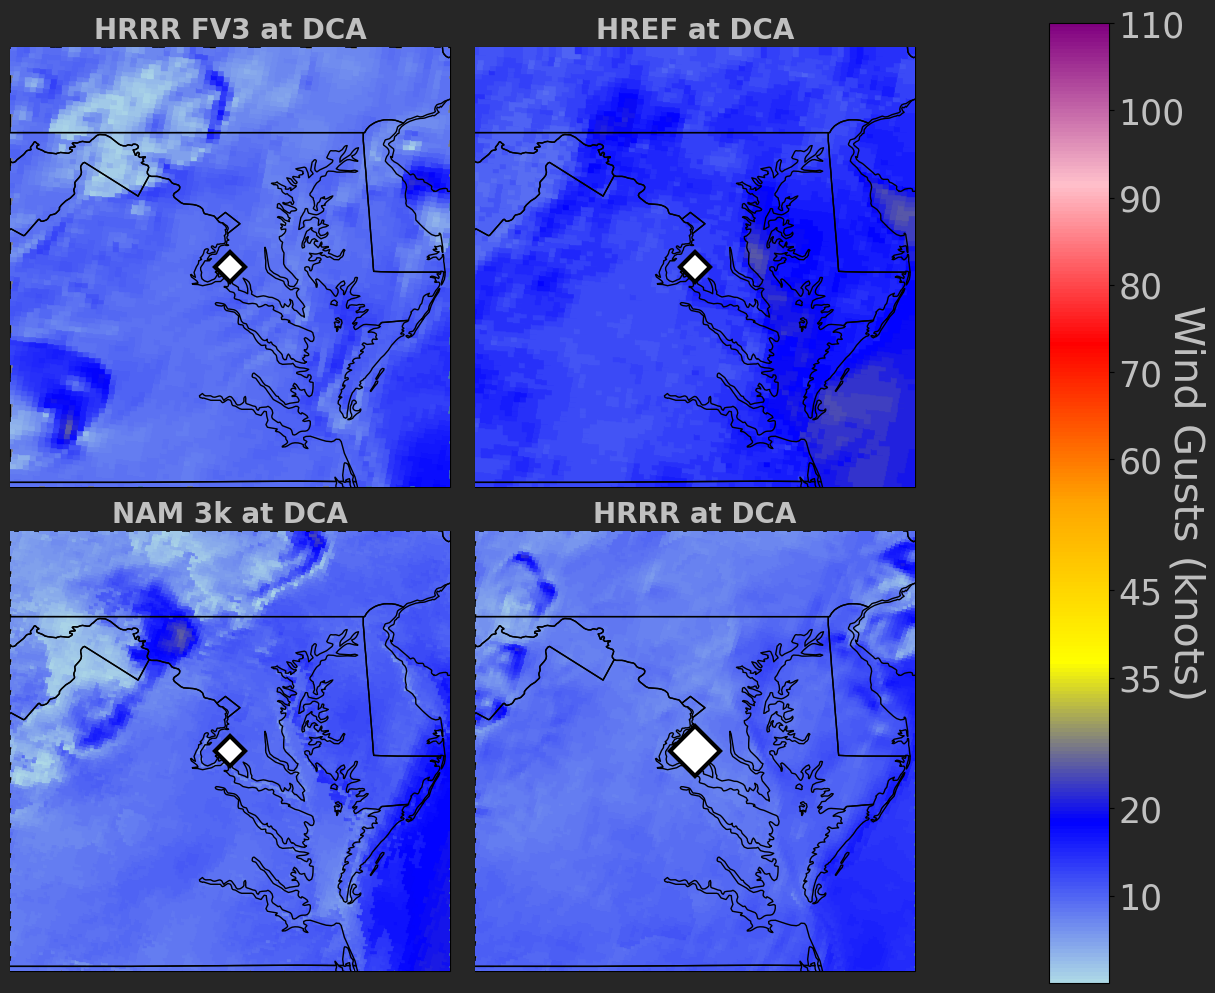 HRRR FV3 at DCA
HREF at DCA
NAM 3k at DCA
HRRR at DCA
110
100
90
80
70
60
45
35
20
10
Wind Gusts (knots)